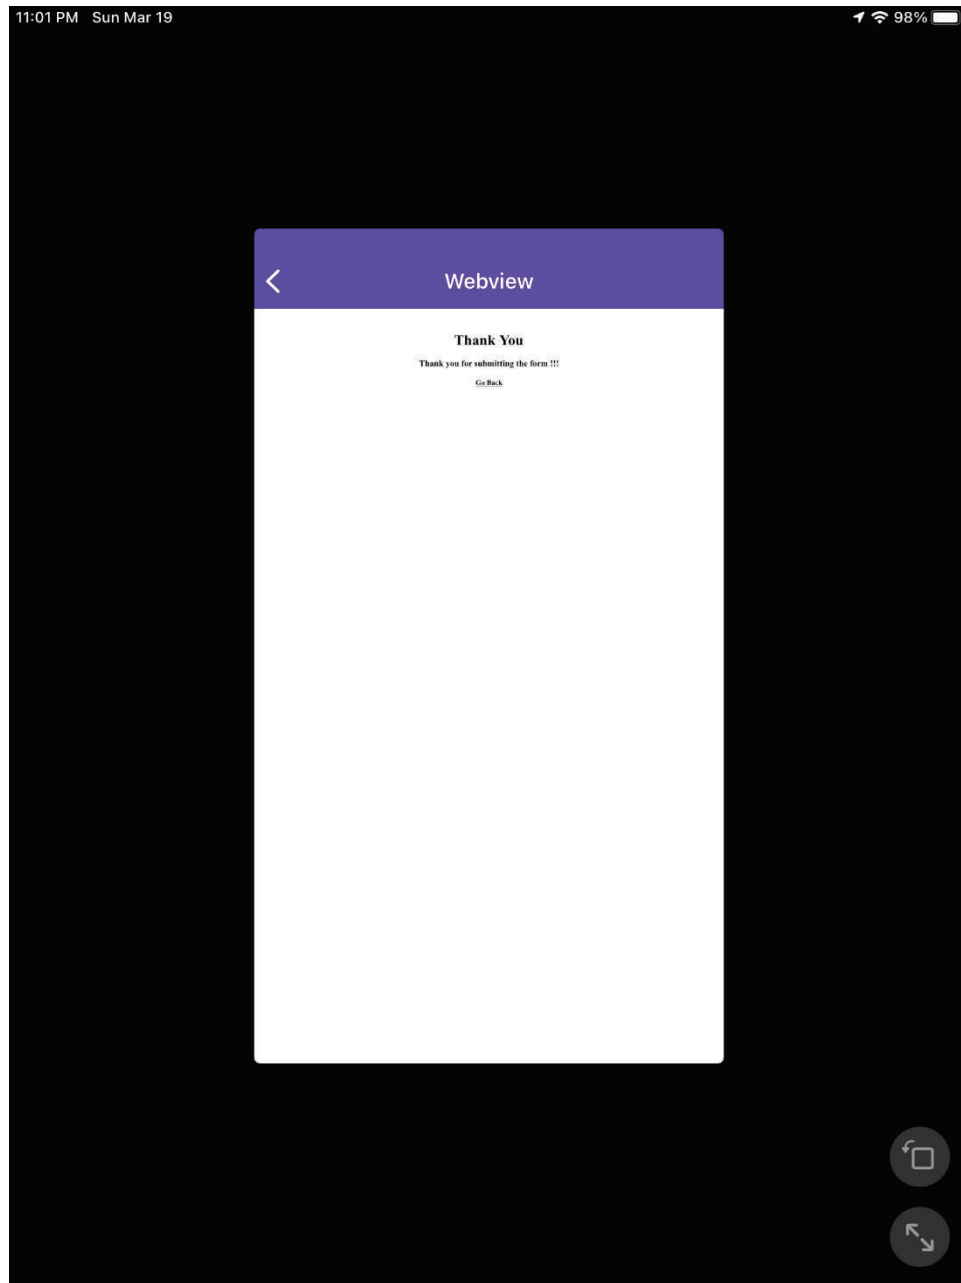 11:01 PM Sun Mar 19 98%
Webview
Thank You
Thank you for submitting the form !!!
Go Back